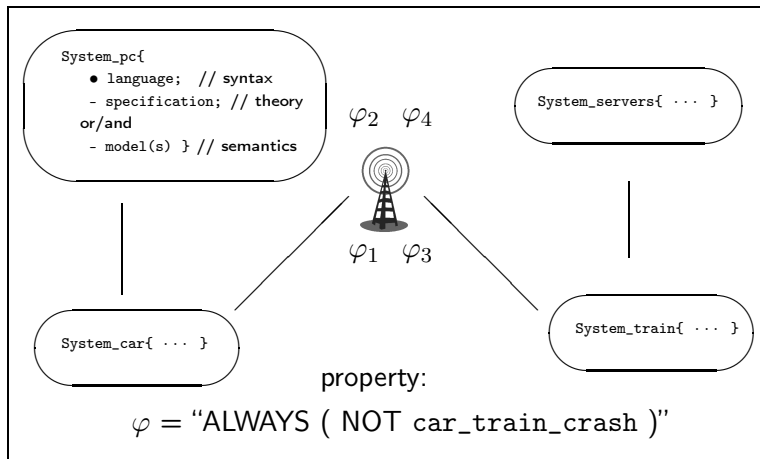 System_pc{
● language; // syntax
- specification; // theory
or/and
- model(s) } // semantics
System_servers{ ··· }
φ₂ φ₄
φ₁ φ₃
System_car{ ··· }
System_train{ ··· }
property:
φ = “ALWAYS ( NOT car_train_crash )”